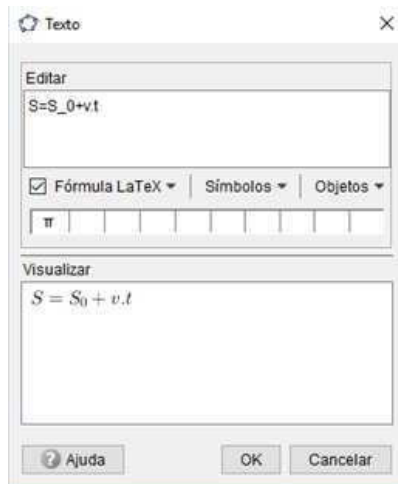 Texto
Editar
S=S_0+v.t
Fórmula LaTeX Símbolos Objetos
π
Visualizar
S = S₀ + v.t
Ajuda OK Cancelar